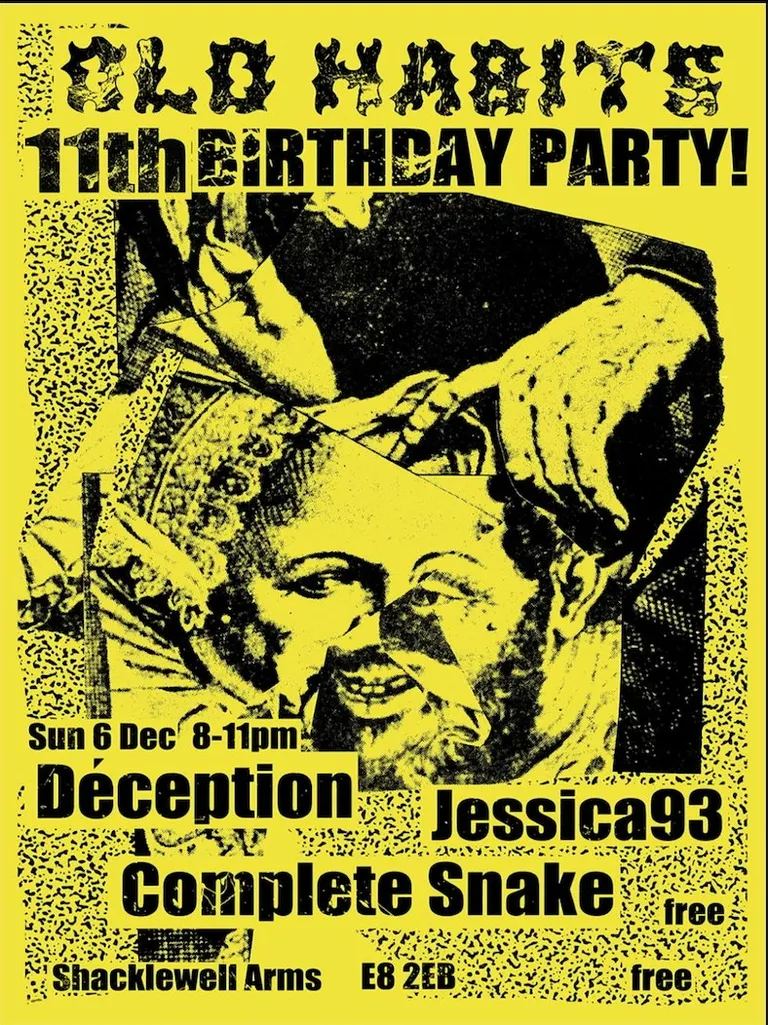 OLD HABITS
11th BiRTHDAY PARTY!
Sun 6 Dec 8-11pm
Déception
Jessica93
Complete Snake
free
Shacklewell Arms E8 2EB free